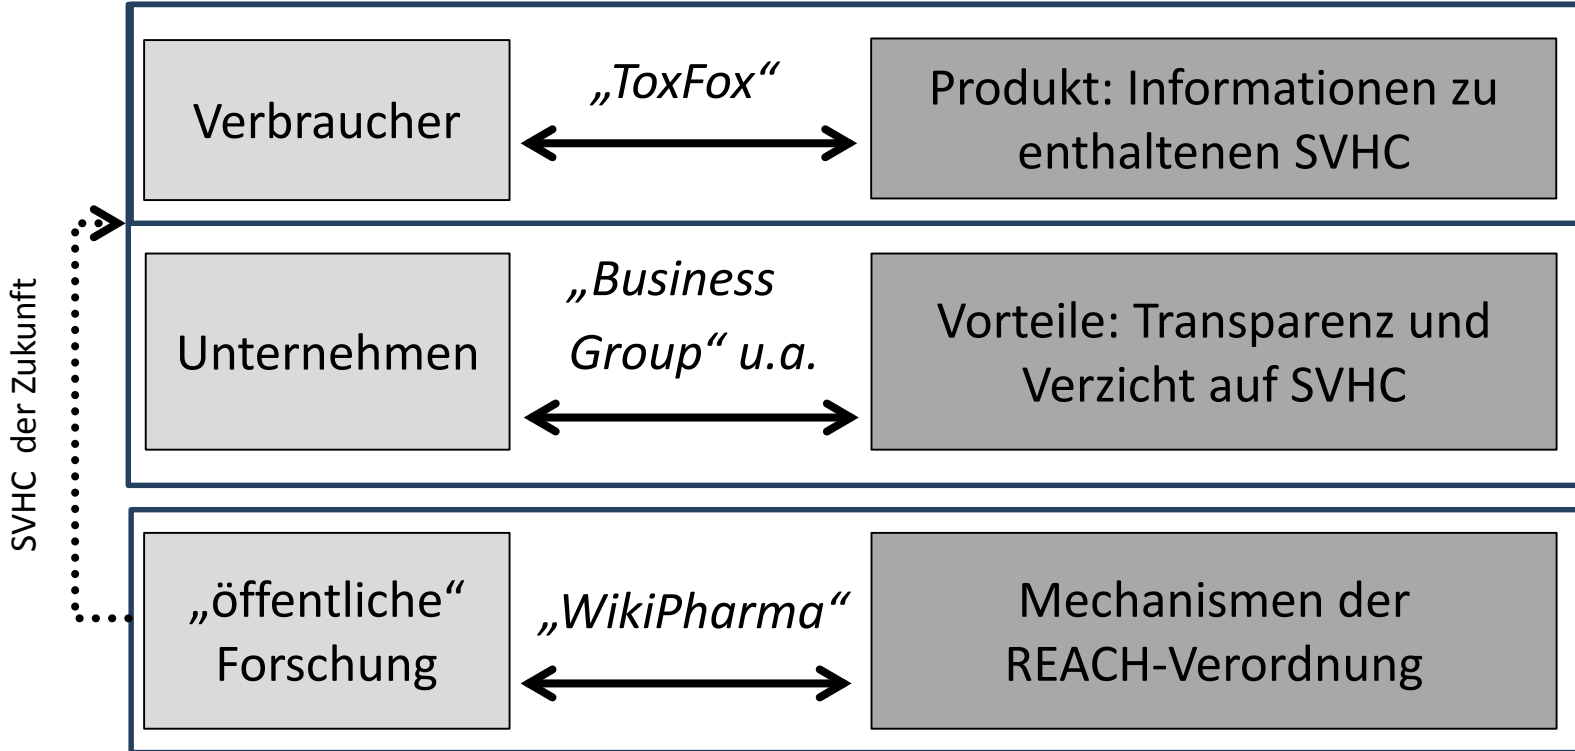 Verbraucher
„ToxFox“
Produkt: Informationen zu
enthaltenen SVHC
Unternehmen
„Business
Group“ u.a.
Vorteile: Transparenz und
Verzicht auf SVHC
„öffentliche“
Forschung
„WikiPharma“
Mechanismen der
REACH-Verordnung
SVHC der Zukunft